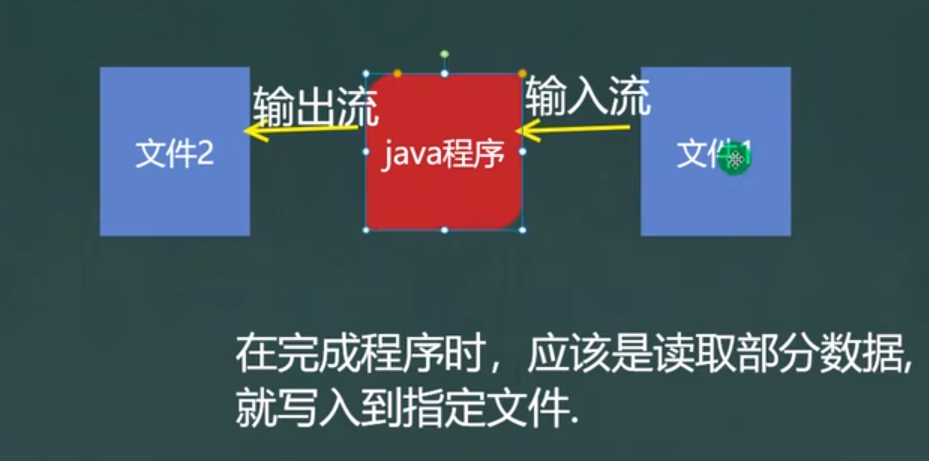 输出流
输入流
文件2
java程序
文件1
在完成程序时，应该是读取部分数据,
就写入到指定文件.